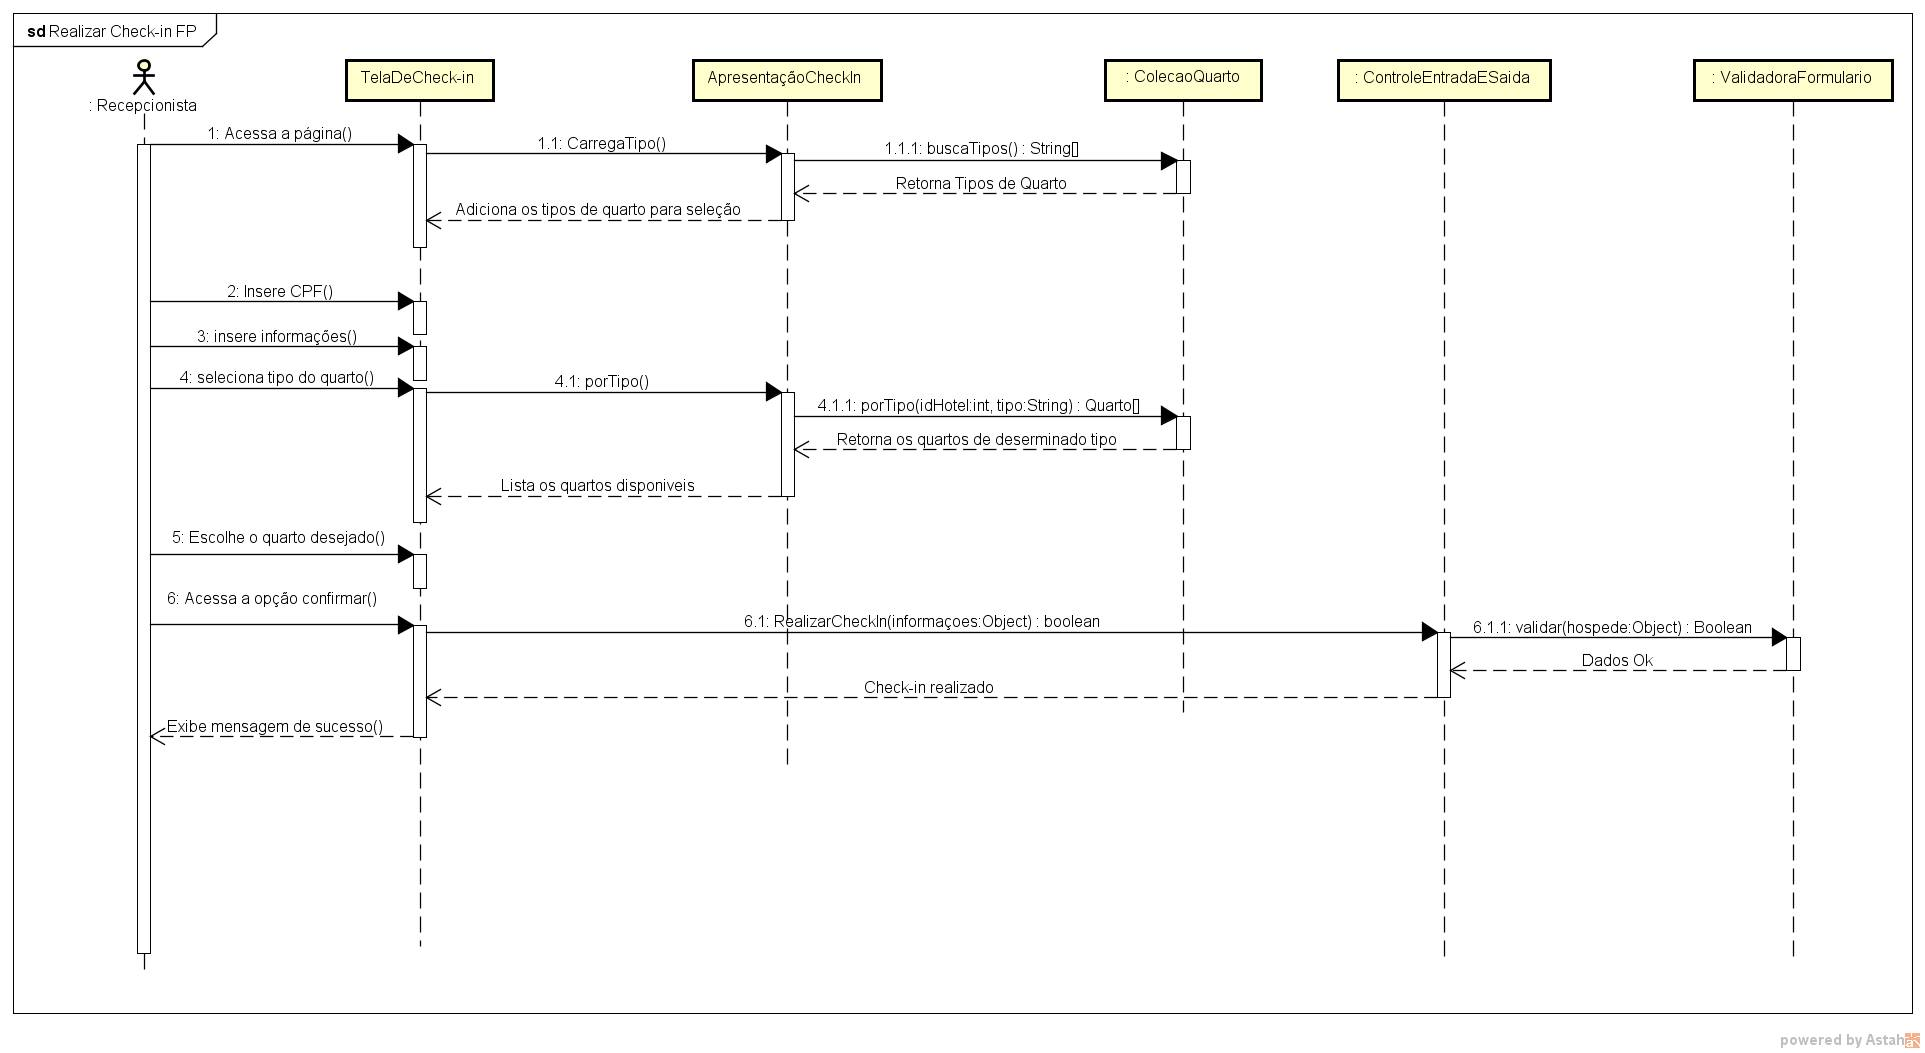 sd Realizar Check-in FP
: Recepcionista
TelaDeCheck-in
ApresentaçãoCheckIn
: ColecaoQuarto
: ControleEntradaESaida
: ValidadoraFormulario
1: Acessa a página()
1.1: CarregaTipo()
1.1.1: buscaTipos() : String[]
Retorna Tipos de Quarto
Adiciona os tipos de quarto para seleção
2: Insere CPF()
3: insere informações()
4: seleciona tipo do quarto()
4.1: porTipo()
4.1.1: porTipo(idHotel:int, tipo:String) : Quarto[]
Retorna os quartos de deserminado tipo
Lista os quartos disponiveis
5: Escolhe o quarto desejado()
6: Acessa a opção confirmar()
6.1: RealizarCheckIn(informaçoes:Object) : boolean
6.1.1: validar(hospede:Object) : Boolean
Dados Ok
Check-in realizado
Exibe mensagem de sucesso()
powered by Astah